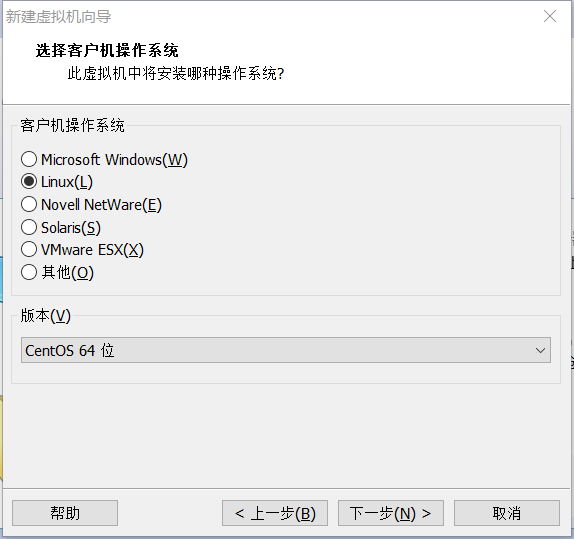 新建虚拟机向导
选择客户机操作系统
此虚拟机中将安装哪种操作系统?
客户机操作系统
Microsoft Windows(W)
Linux(L)
Novell NetWare(E)
Solaris(S)
VMware ESX(X)
其他(O)
版本(V)
CentOS 64 位
帮助
< 上一步(B)
下一步(N) >
取消